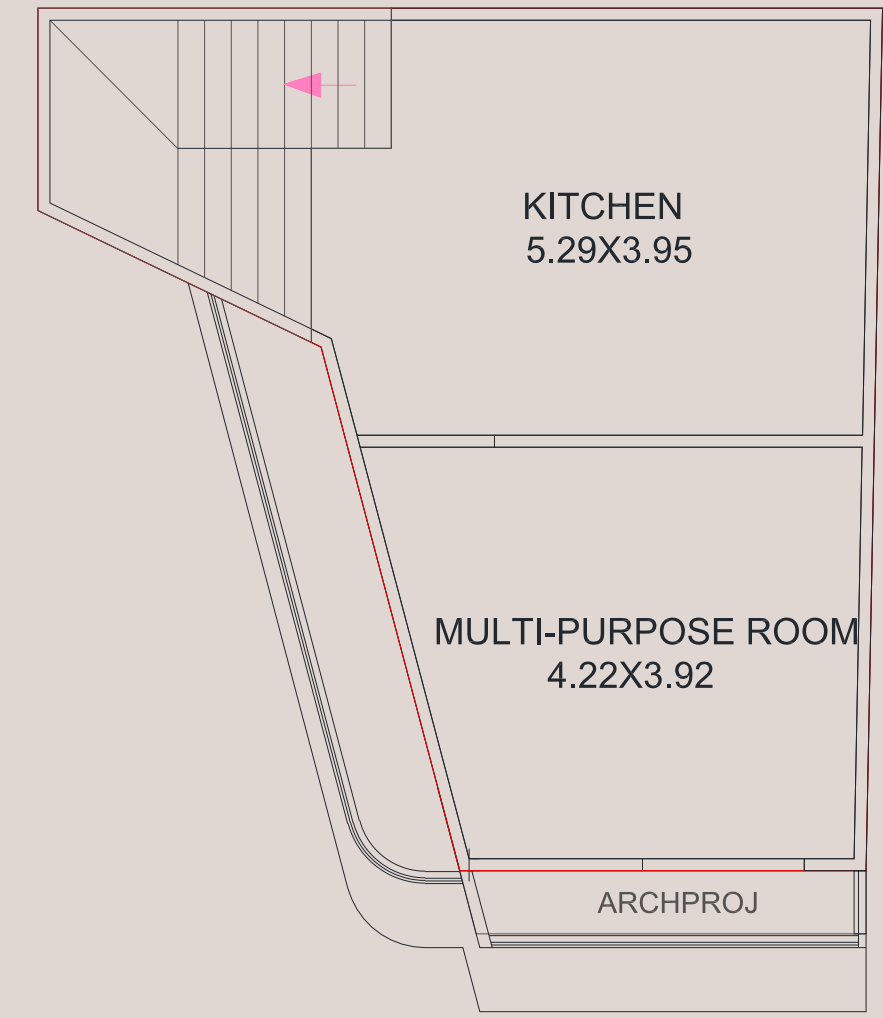 KITCHEN
5.29X3.95
MULTI-PURPOSE ROOM
4.22X3.92
ARCHPROJ